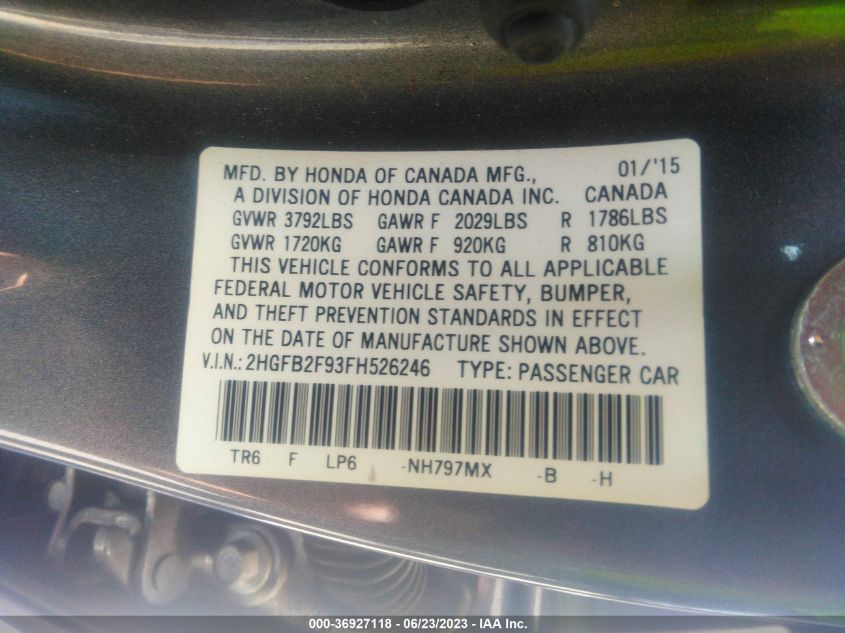 MFD. BY HONDA OF CANADA MFG., 01/'15
A DIVISION OF HONDA CANADA INC. CANADA
GVWR 3792LBS GAWR F 2029LBS R 1786LBS
GVWR 1720KG GAWR F 920KG R 810KG
THIS VEHICLE CONFORMS TO ALL APPLICABLE
FEDERAL MOTOR VEHICLE SAFETY, BUMPER,
AND THEFT PREVENTION STANDARDS IN EFFECT
ON THE DATE OF MANUFACTURE SHOWN ABOVE.
V.I.N.: 2HGFB2F93FH526246 TYPE: PASSENGER CAR
TR6 F LP6 -NH797MX -B -H
000-36927118 - 06/23/2023 - IAA Inc.